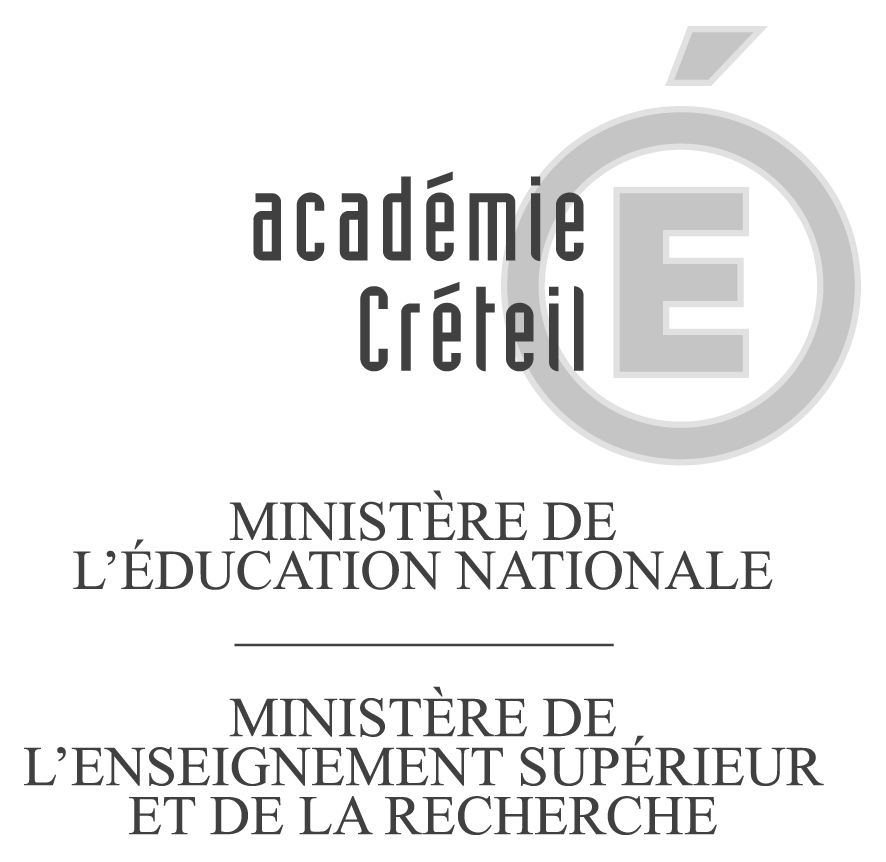 É
académie
Créteil
MINISTÈRE DE
L’ÉDUCATION NATIONALE
MINISTÈRE DE
L’ENSEIGNEMENT SUPÉRIEUR
ET DE LA RECHERCHE